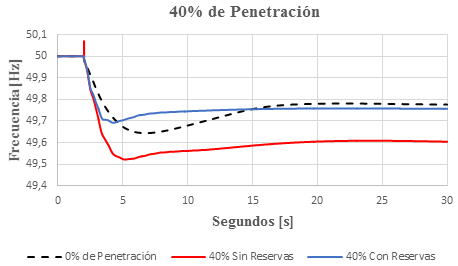 40% de Penetración
50,1
50
49,9
49,8
49,7
49,6
49,5
49,4
Frecuencia [Hz]
0 5 10 15 20 25 30
Segundos [s]
0% de Penetración 40% Sin Reservas 40% Con Reservas